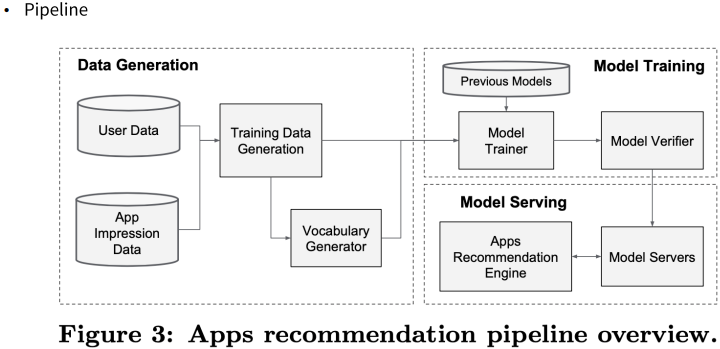 • Pipeline
Data Generation
User Data
App
Impression
Data
Training Data
Generation
Vocabulary
Generator
Model Training
Previous Models
Model
Trainer
Model Verifier
Model Serving
Apps
Recommendation
Engine
Model Servers
Figure 3: Apps recommendation pipeline overview.